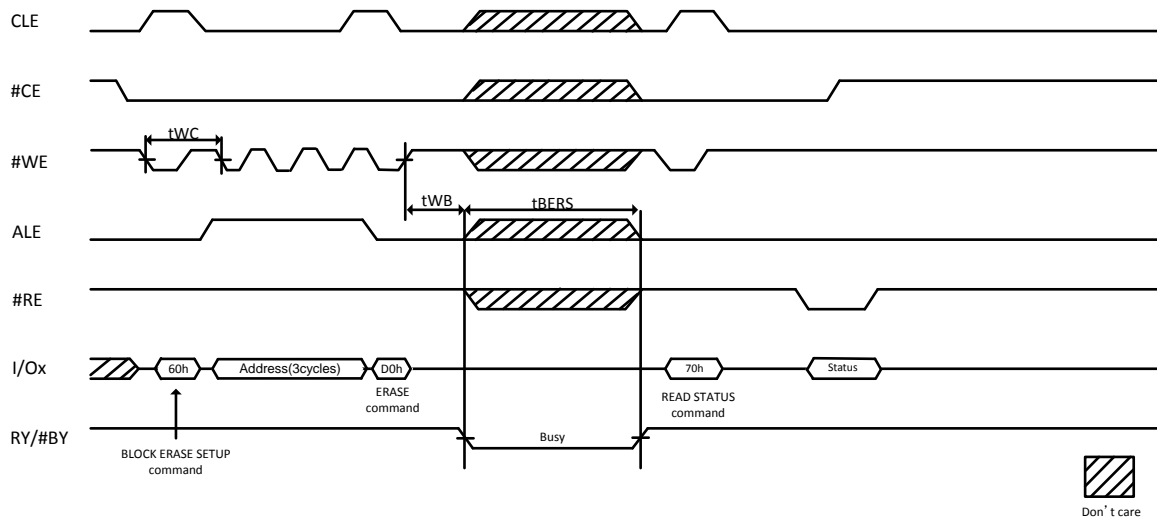 CLE
#CE
tWC
#WE
tWB
tBERS
ALE
#RE
I/Ox
60h
Address(3cycles)
D0h
70h
Status
ERASE
command
READ STATUS
command
RY/#BY
Busy
BLOCK ERASE SETUP
command
Don't care